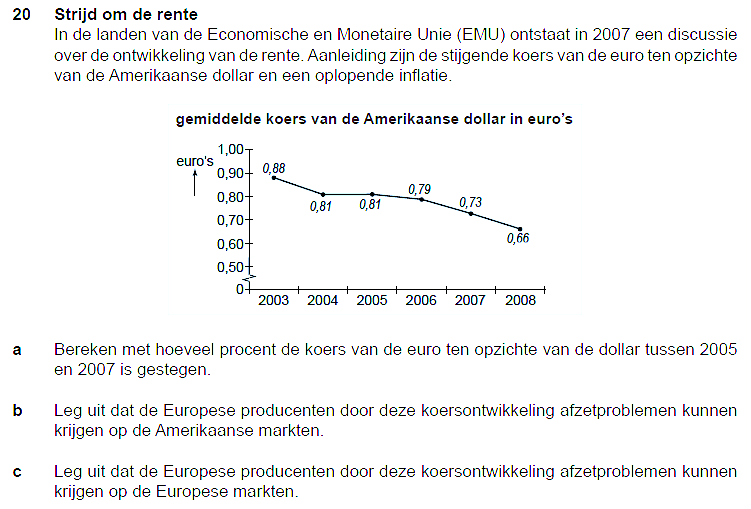 20 Strijd om de rente
In de landen van de Economische en Monetaire Unie (EMU) ontstaat in 2007 een discussie
over de ontwikkeling van de rente. Aanleiding zijn de stijgende koers van de euro ten opzichte
van de Amerikaanse dollar en een oplopende inflatie.
gemiddelde koers van de Amerikaanse dollar in euro's
euro's
1,00
0,90
0,80
0,70
0,60
0,50
0
0,88
0,81
0,81
0,79
0,73
0,66
2003 2004 2005 2006 2007 2008
a Bereken met hoeveel procent de koers van de euro ten opzichte van de dollar tussen 2005
en 2007 is gestegen.
b Leg uit dat de Europese producenten door deze koersontwikkeling afzetproblemen kunnen
krijgen op de Amerikaanse markten.
c Leg uit dat de Europese producenten door deze koersontwikkeling afzetproblemen kunnen
krijgen op de Europese markten.